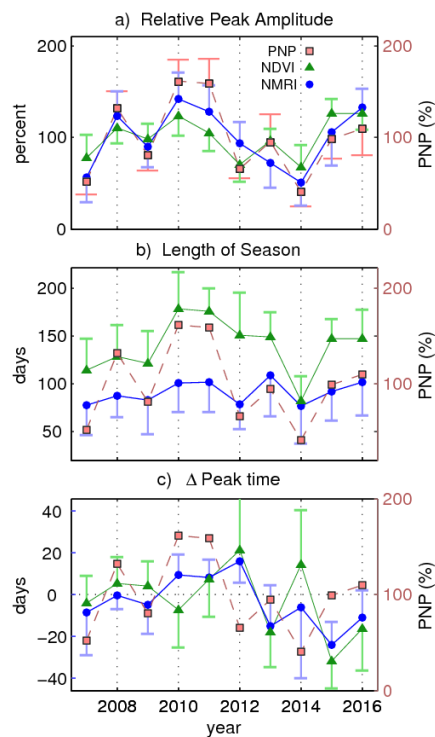 a) Relative Peak Amplitude
200
100
0
percent
PNP
NDVI
NMRI
200
100
0
PNP (%)
b) Length of Season
200
150
100
50
days
200
100
0
PNP (%)
c) Δ Peak time
40
20
0
−20
−40
days
200
100
0
PNP (%)
2008 2010 2012 2014 2016
year